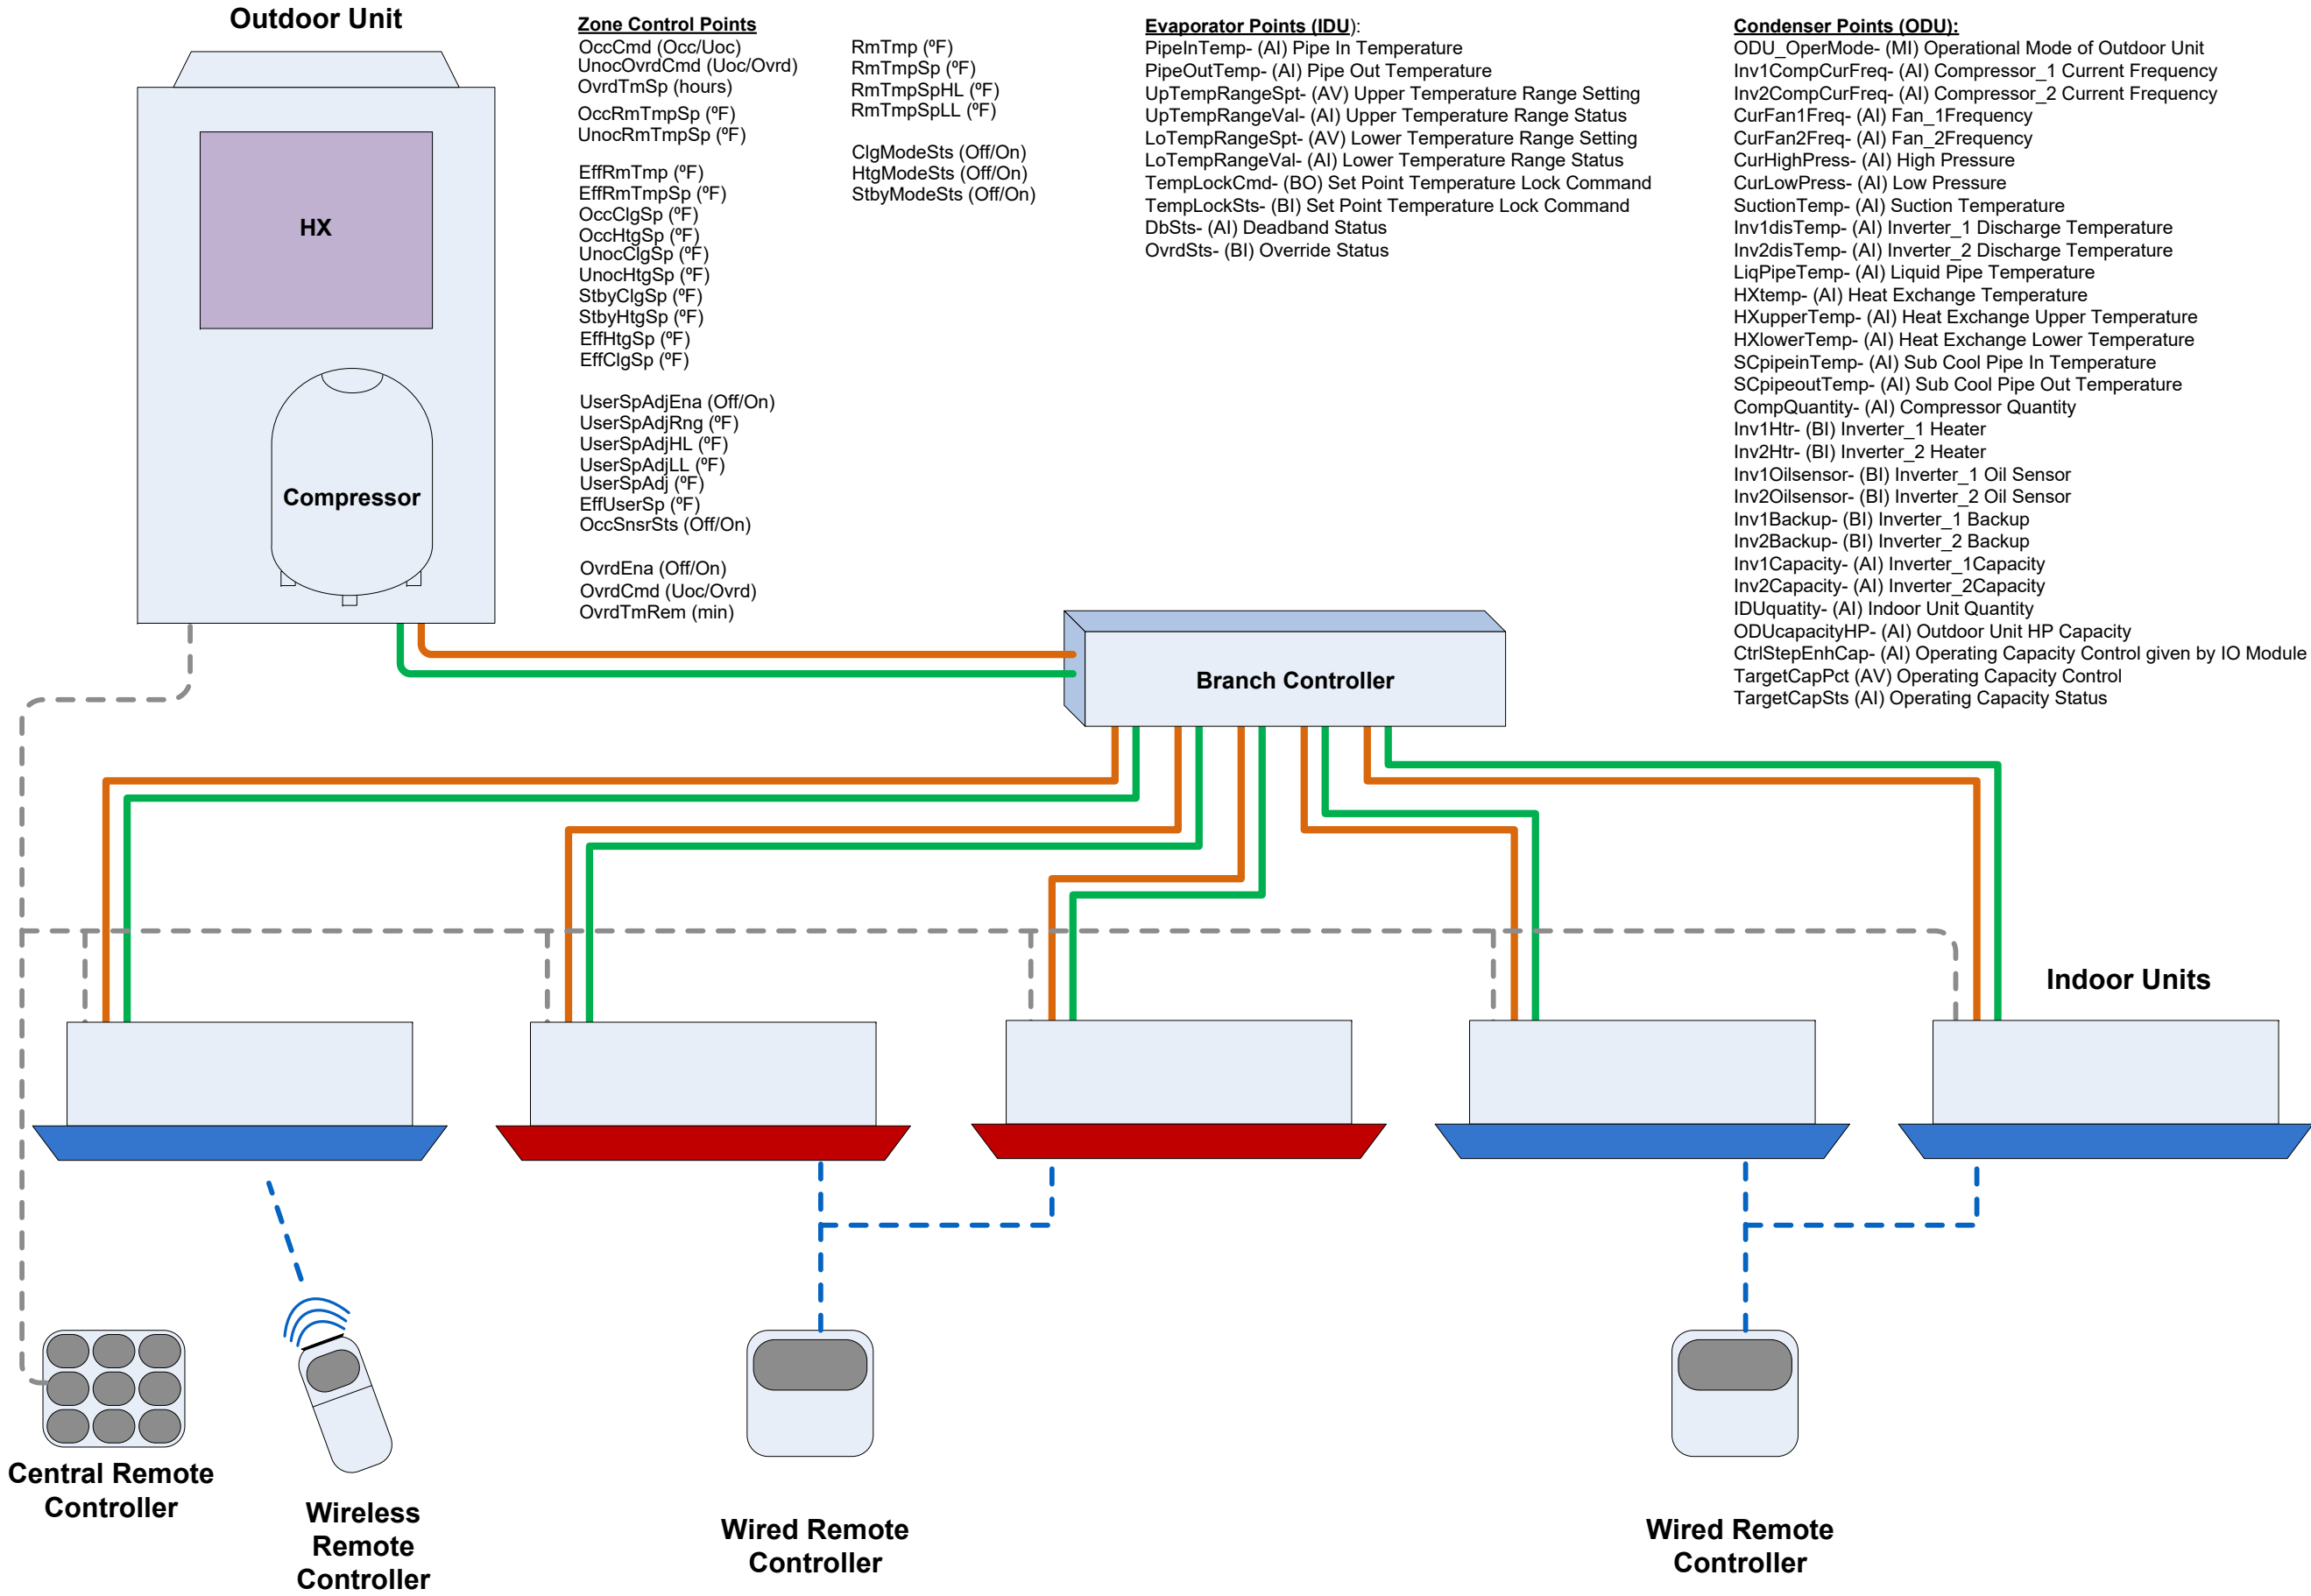 Outdoor Unit
HX
Compressor
Zone Control Points
OccCmd (Occ/Uoc)
UnocOvrdCmd (Uoc/Ovrd)
OvrdTmSp (hours)
OccRmTmpSp (ºF)
UnocRmTmpSp (ºF)
EffRmTmp (ºF)
EffRmTmpSp (ºF)
OccClgSp (ºF)
OccHtgSp (ºF)
UnocClgSp (ºF)
UnocHtgSp (ºF)
StbyClgSp (ºF)
StbyHtgSp (ºF)
EffHtgSp (ºF)
EffClgSp (ºF)
UserSpAdjEna (Off/On)
UserSpAdjRng (ºF)
UserSpAdjHL (ºF)
UserSpAdjLL (ºF)
UserSpAdj (ºF)
EffUserSp (ºF)
OccSnsrSts (Off/On)
OvrdEna (Off/On)
OvrdCmd (Uoc/Ovrd)
OvrdTmRem (min)
RmTmp (ºF)
RmTmpSp (ºF)
RmTmpSpHL (ºF)
RmTmpSpLL (ºF)
ClgModeSts (Off/On)
HtgModeSts (Off/On)
StbyModeSts (Off/On)
Evaporator Points (IDU):
PipeInTemp- (AI) Pipe In Temperature
PipeOutTemp- (AI) Pipe Out Temperature
UpTempRangeSpt- (AV) Upper Temperature Range Setting
UpTempRangeVal- (AI) Upper Temperature Range Status
LoTempRangeSpt- (AV) Lower Temperature Range Setting
LoTempRangeVal- (AI) Lower Temperature Range Status
TempLockCmd- (BO) Set Point Temperature Lock Command
TempLockSts- (BI) Set Point Temperature Lock Command
DbSts- (AI) Deadband Status
OvrdSts- (BI) Override Status
Condenser Points (ODU):
ODU_OperMode- (MI) Operational Mode of Outdoor Unit
Inv1CompCurFreq- (AI) Compressor_1 Current Frequency
Inv2CompCurFreq- (AI) Compressor_2 Current Frequency
CurFan1Freq- (AI) Fan_1Frequency
CurFan2Freq- (AI) Fan_2Frequency
CurHighPress- (AI) High Pressure
CurLowPress- (AI) Low Pressure
SuctionTemp- (AI) Suction Temperature
Inv1disTemp- (AI) Inverter_1 Discharge Temperature
Inv2disTemp- (AI) Inverter_2 Discharge Temperature
LiqPipeTemp- (AI) Liquid Pipe Temperature
HXtemp- (AI) Heat Exchange Temperature
HXupperTemp- (AI) Heat Exchange Upper Temperature
HXlowerTemp- (AI) Heat Exchange Lower Temperature
SCpipeinTemp- (AI) Sub Cool Pipe In Temperature
SCpipeoutTemp- (AI) Sub Cool Pipe Out Temperature
CompQuantity- (AI) Compressor Quantity
Inv1Htr- (BI) Inverter_1 Heater
Inv2Htr- (BI) Inverter_2 Heater
Inv1Oilsensor- (BI) Inverter_1 Oil Sensor
Inv2Oilsensor- (BI) Inverter_2 Oil Sensor
Inv1Backup- (BI) Inverter_1 Backup
Inv2Backup- (BI) Inverter_2 Backup
Inv1Capacity- (AI) Inverter_1Capacity
Inv2Capacity- (AI) Inverter_2Capacity
IDUquatity- (AI) Indoor Unit Quantity
ODUcapacityHP- (AI) Outdoor Unit HP Capacity
CtrlStepEnhCap- (AI) Operating Capacity Control given by IO Module
TargetCapPct (AV) Operating Capacity Control
TargetCapSts (AI) Operating Capacity Status
Branch Controller
Indoor Units
Central Remote
Controller
Wireless
Remote
Controller
Wired Remote
Controller
Wired Remote
Controller